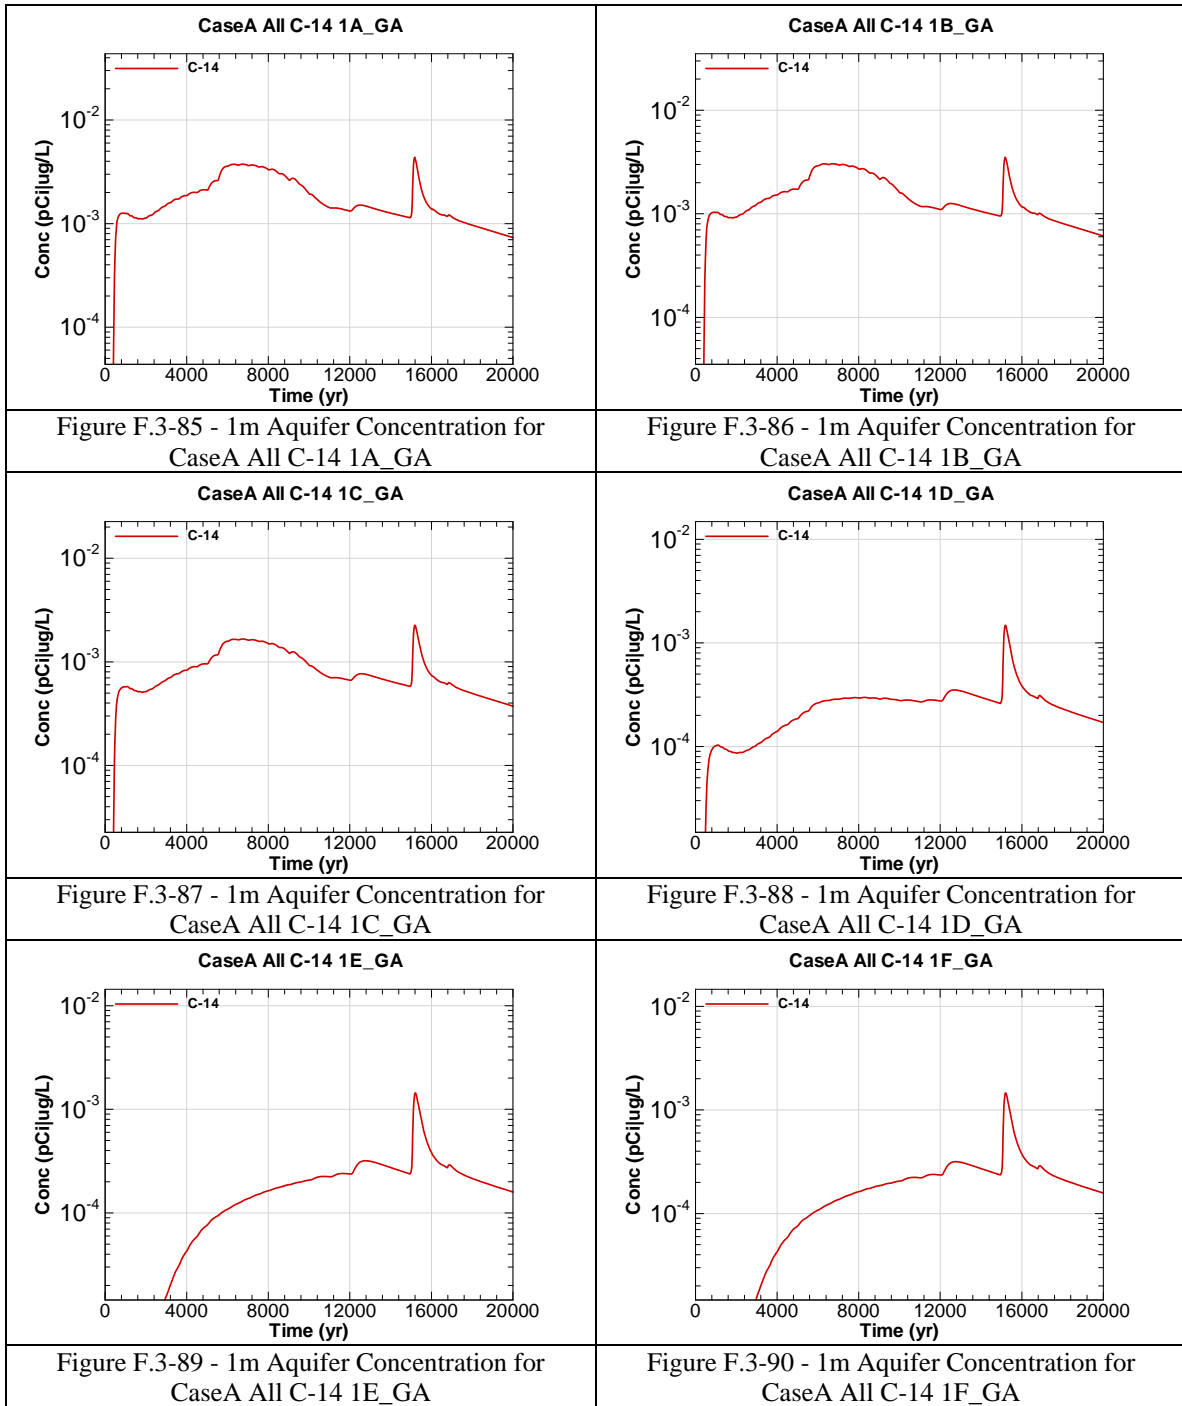 CaseA All C-14 1A_GA
C-14
10-2
10-3
10-4
Conc (pCi|ug/L)
0 4000 8000 12000 16000 20000
Time (yr)
Figure F.3-85 - 1m Aquifer Concentration for
CaseA All C-14 1A_GA
CaseA All C-14 1B_GA
C-14
10-2
10-3
10-4
Conc (pCi|ug/L)
0 4000 8000 12000 16000 20000
Time (yr)
Figure F.3-86 - 1m Aquifer Concentration for
CaseA All C-14 1B_GA
CaseA All C-14 1C_GA
C-14
10-2
10-3
10-4
Conc (pCi|ug/L)
0 4000 8000 12000 16000 20000
Time (yr)
Figure F.3-87 - 1m Aquifer Concentration for
CaseA All C-14 1C_GA
CaseA All C-14 1D_GA
C-14
10-2
10-3
10-4
Conc (pCi|ug/L)
0 4000 8000 12000 16000 20000
Time (yr)
Figure F.3-88 - 1m Aquifer Concentration for
CaseA All C-14 1D_GA
CaseA All C-14 1E_GA
C-14
10-2
10-3
10-4
Conc (pCi|ug/L)
0 4000 8000 12000 16000 20000
Time (yr)
Figure F.3-89 - 1m Aquifer Concentration for
CaseA All C-14 1E_GA
CaseA All C-14 1F_GA
C-14
10-2
10-3
10-4
Conc (pCi|ug/L)
0 4000 8000 12000 16000 20000
Time (yr)
Figure F.3-90 - 1m Aquifer Concentration for
CaseA All C-14 1F_GA